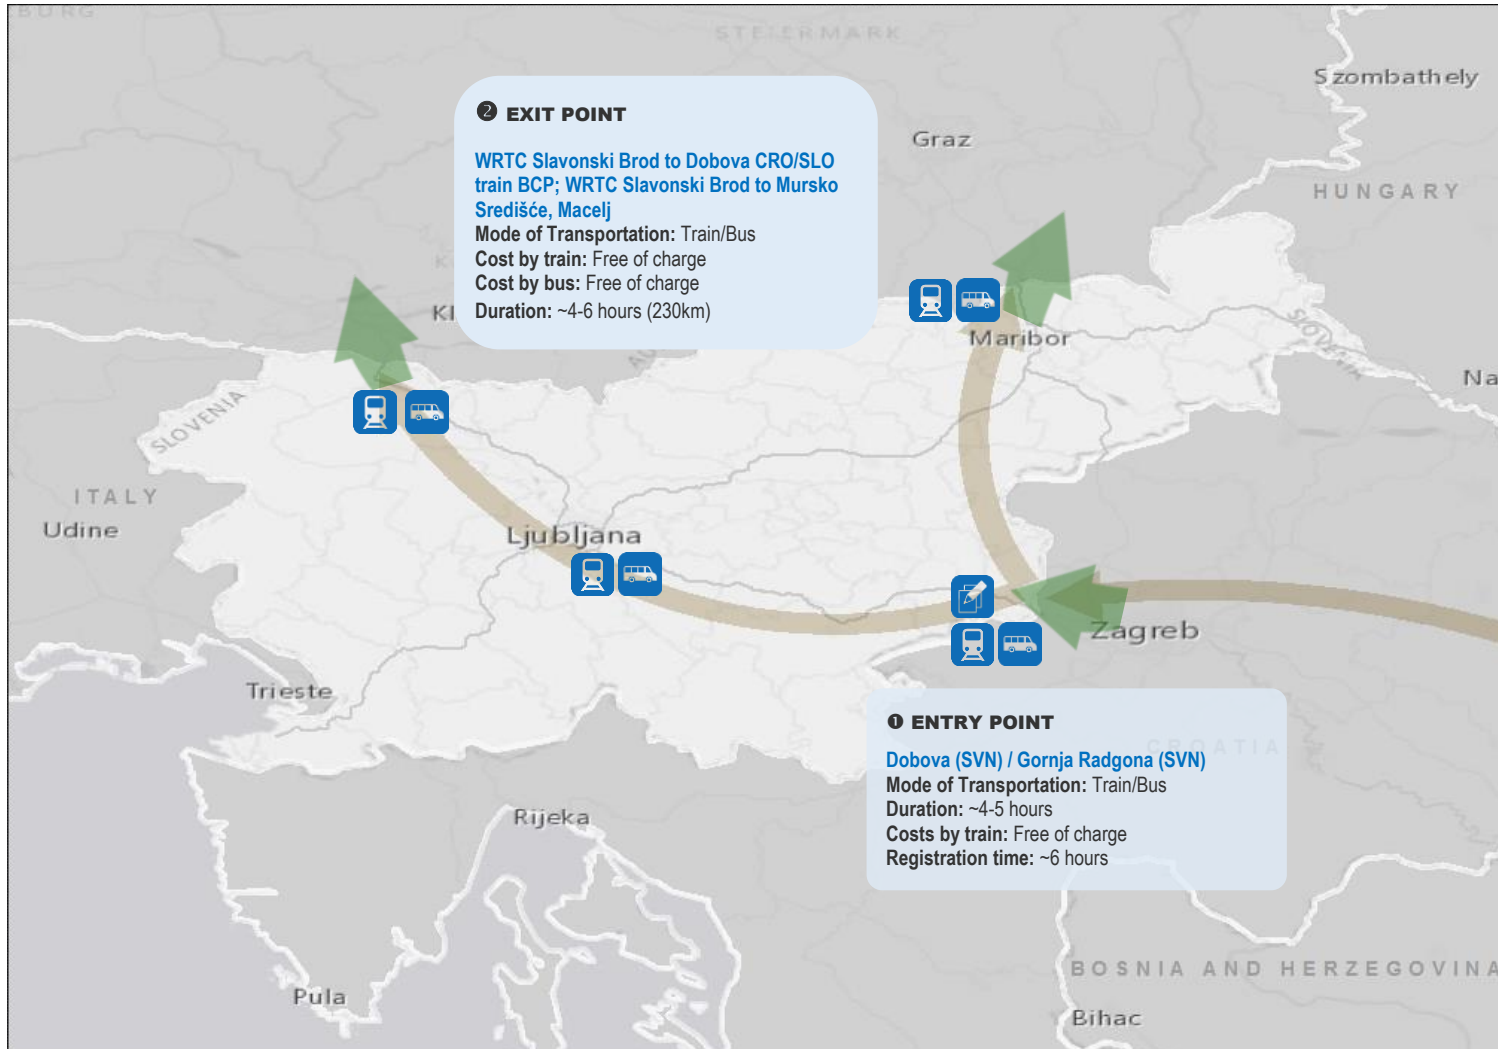 STEIERMARK
Szombathely
❷ EXIT POINT
Graz
WRTC Slavonski Brod to Dobova CRO/SLO
train BCP; WRTC Slavonski Brod to Mursko
Središće, Macelj
Mode of Transportation: Train/Bus
Cost by train: Free of charge
Cost by bus: Free of charge
Duration: ~4-6 hours (230km)
HUNGARY
Maribor
SLOVENIA
SLOVENIA
ITALY
Udine
Ljubljana
Zagreb
Trieste
❶ ENTRY POINT
CROATIA
Dobova (SVN) / Gornja Radgona (SVN)
Mode of Transportation: Train/Bus
Duration: ~4-5 hours
Costs by train: Free of charge
Registration time: ~6 hours
Rijeka
BOSNIA AND HERZEGOVINA
Pula
Bihac